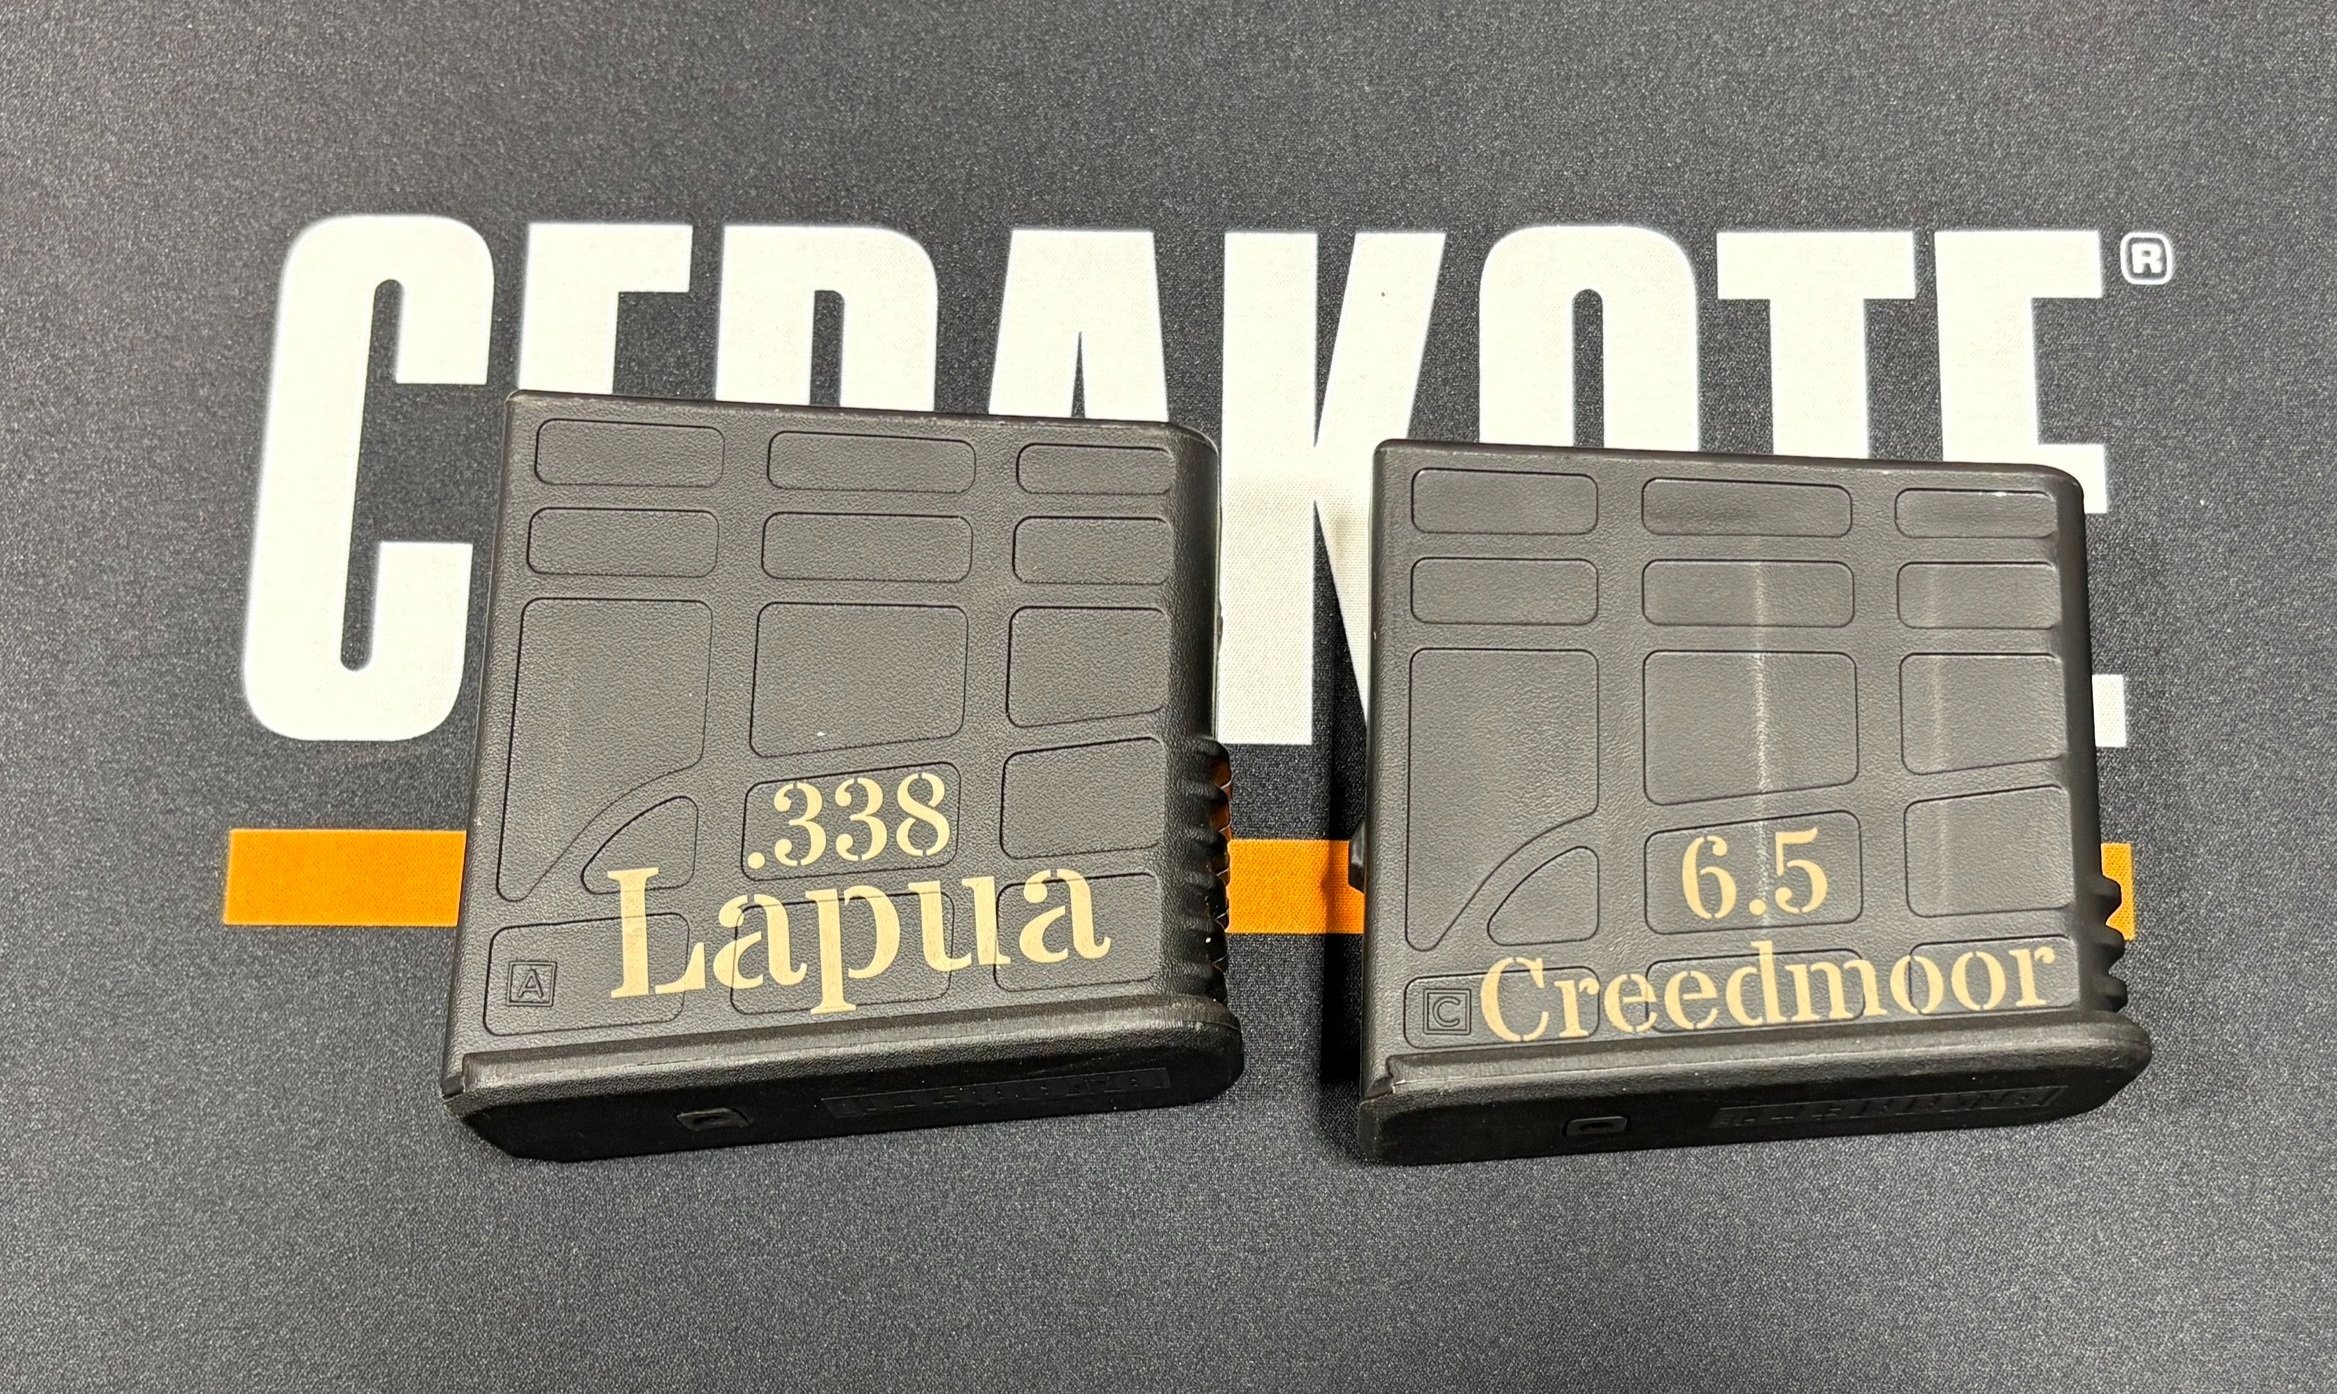 CERAKOTE®
.338
Lapua
A
6.5
Creedmoor
C